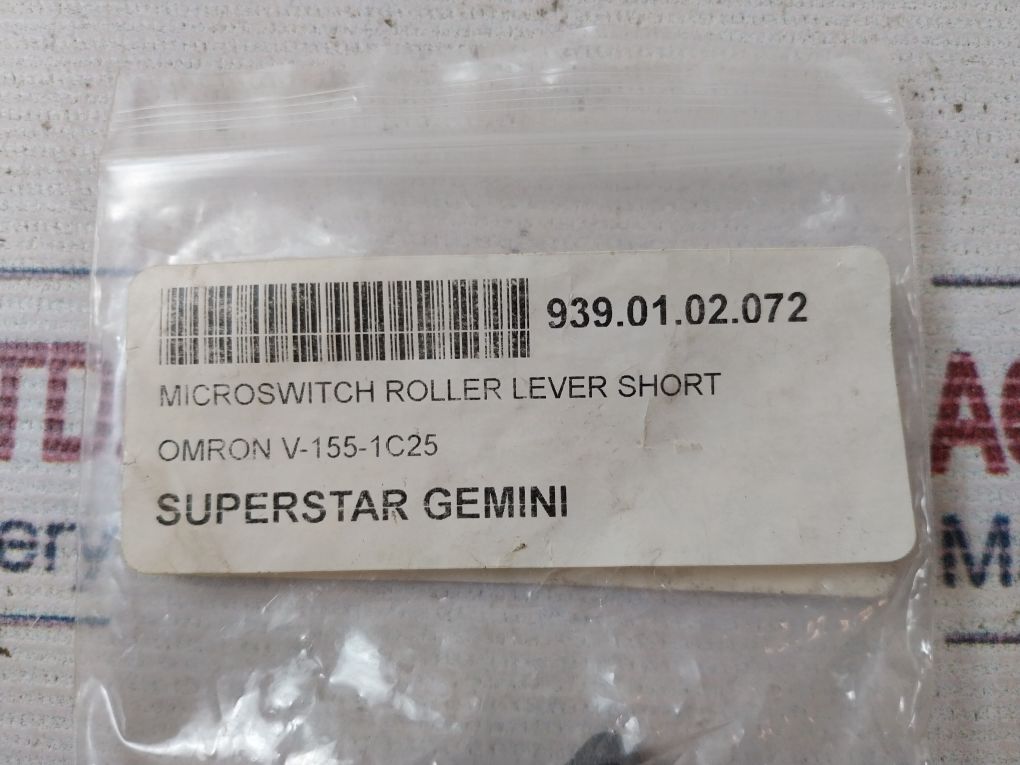 939.01.02.072
MICROSWITCH ROLLER LEVER SHORT
OMRON V-155-1C25
SUPERSTAR GEMINI